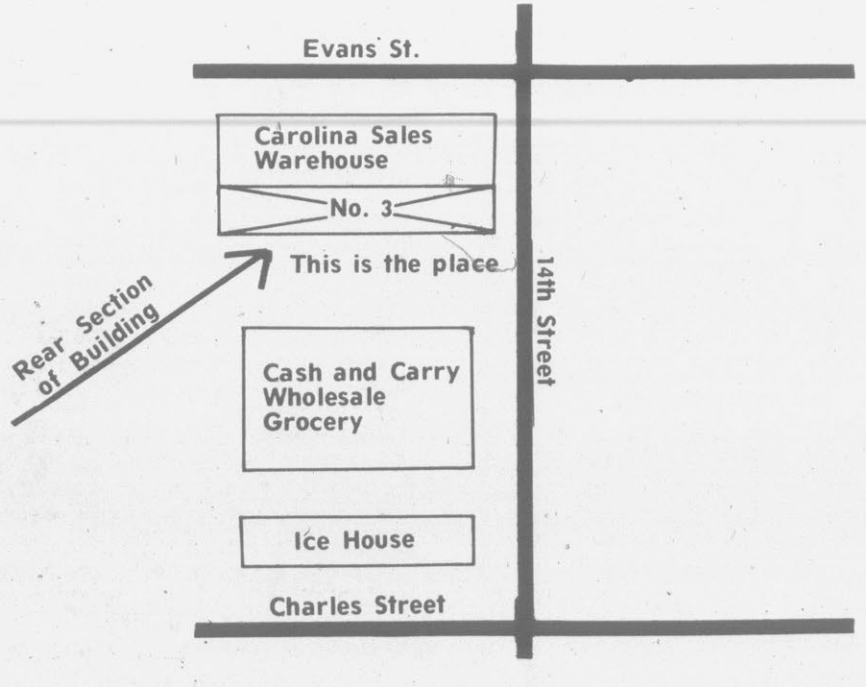 Evans St.
Carolina Sales
Warehouse
No. 3
This is the place
Rear Section
of Building
14th Street
Cash and Carry
Wholesale
Grocery
Ice House
Charles Street